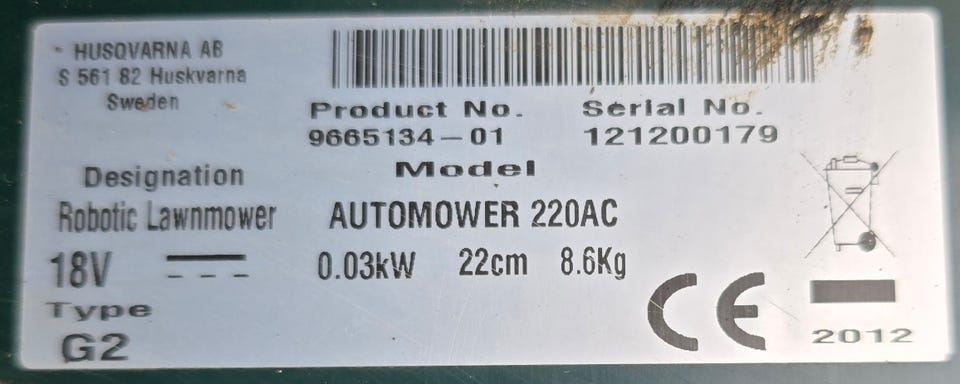 HUSQVARNA AB
S 561 82 Huskvarna
Sweden
Product No. Serial No.
9665134-01 121200179
Designation
Model
Robotic Lawnmower
AUTOMOWER 220AC
18V 0.03kW 22cm 8.6Kg
Type
G2
CE
2012